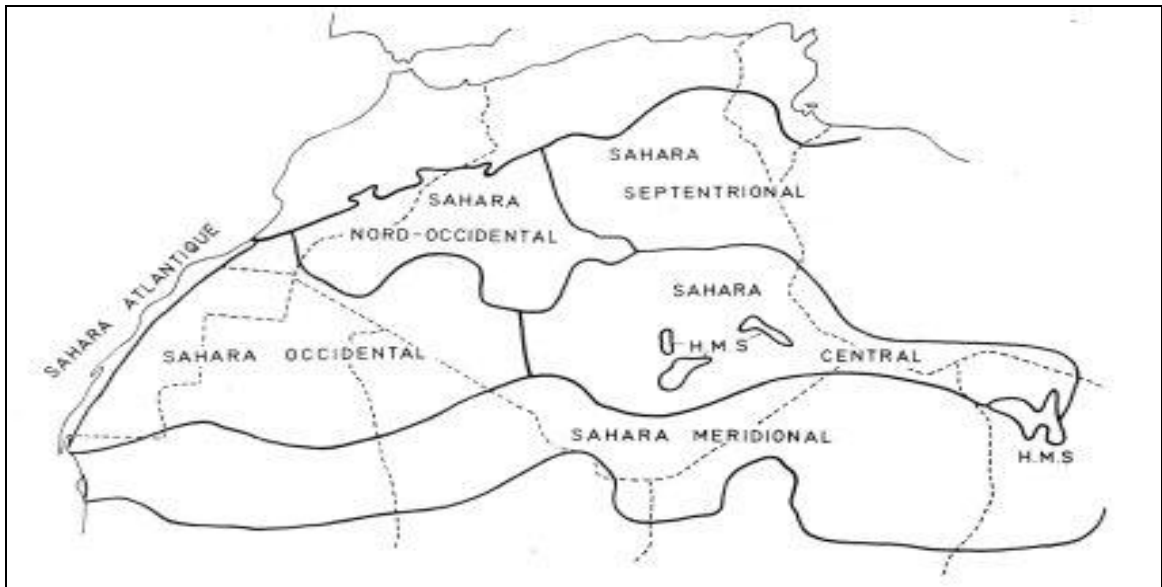 SAHARA
SEPTENTRIONAL
SAHARA
NORD-OCCIDENTAL
SAHARA ATLANTIQUE
SAHARA
H.M.S
SAHARA OCCIDENTAL
CENTRAL
SAHARA MERIDIONAL
H.M.S